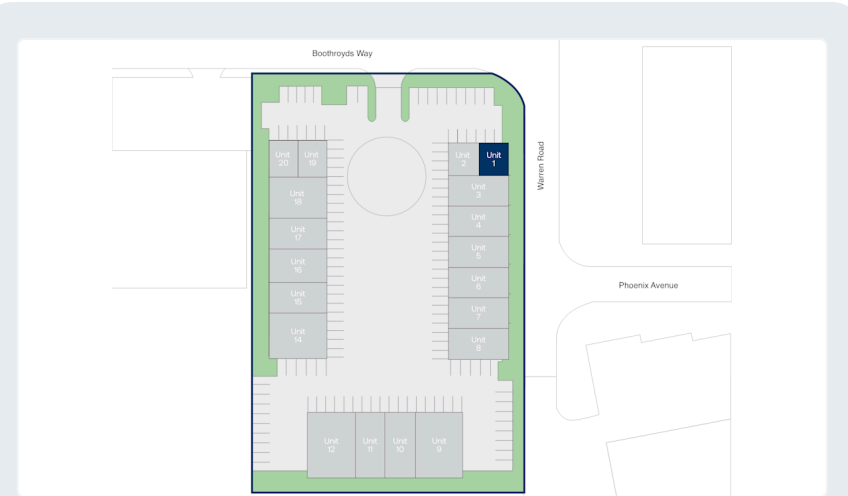 Boothroyds Way
Warren Road
Unit
20
Unit
19
Unit
2
Unit
1
Unit
18
Unit
3
Unit
4
Unit
17
Unit
5
Unit
16
Unit
6
Phoenix Avenue
Unit
15
Unit
7
Unit
14
Unit
8
Unit
12
Unit
11
Unit
10
Unit
9